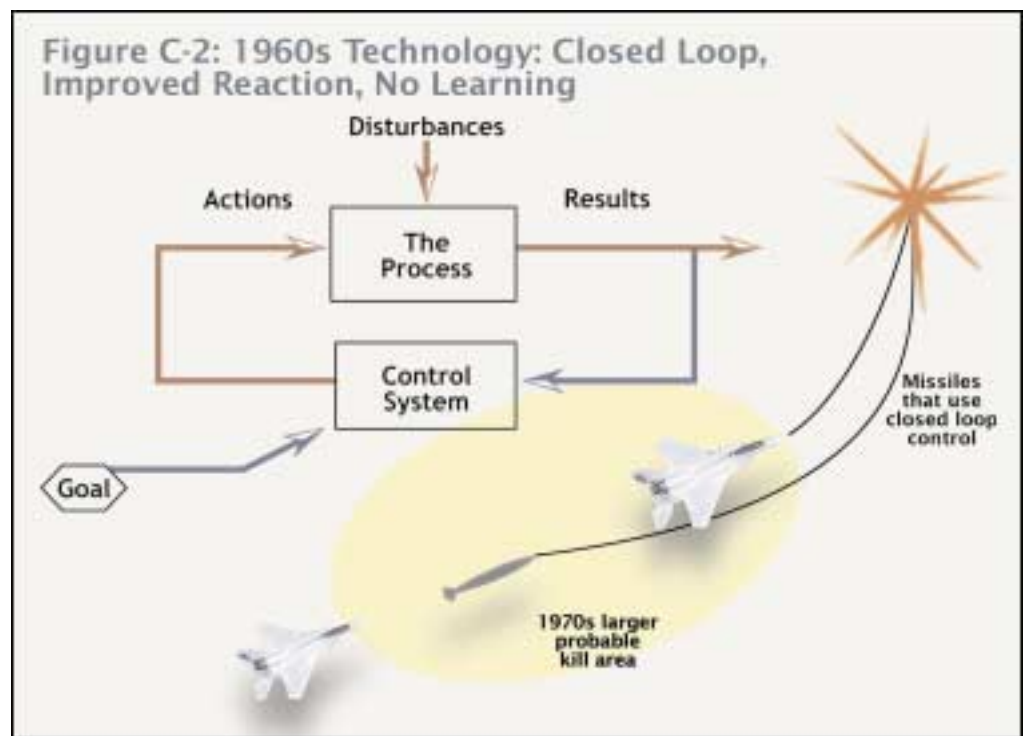 Figure C-2: 1960s Technology: Closed Loop,
Improved Reaction, No Learning
Disturbances
Actions
Results
The
Process
Control
System
Goal
Missiles
that use
closed loop
control
1970s larger
probable
kill area